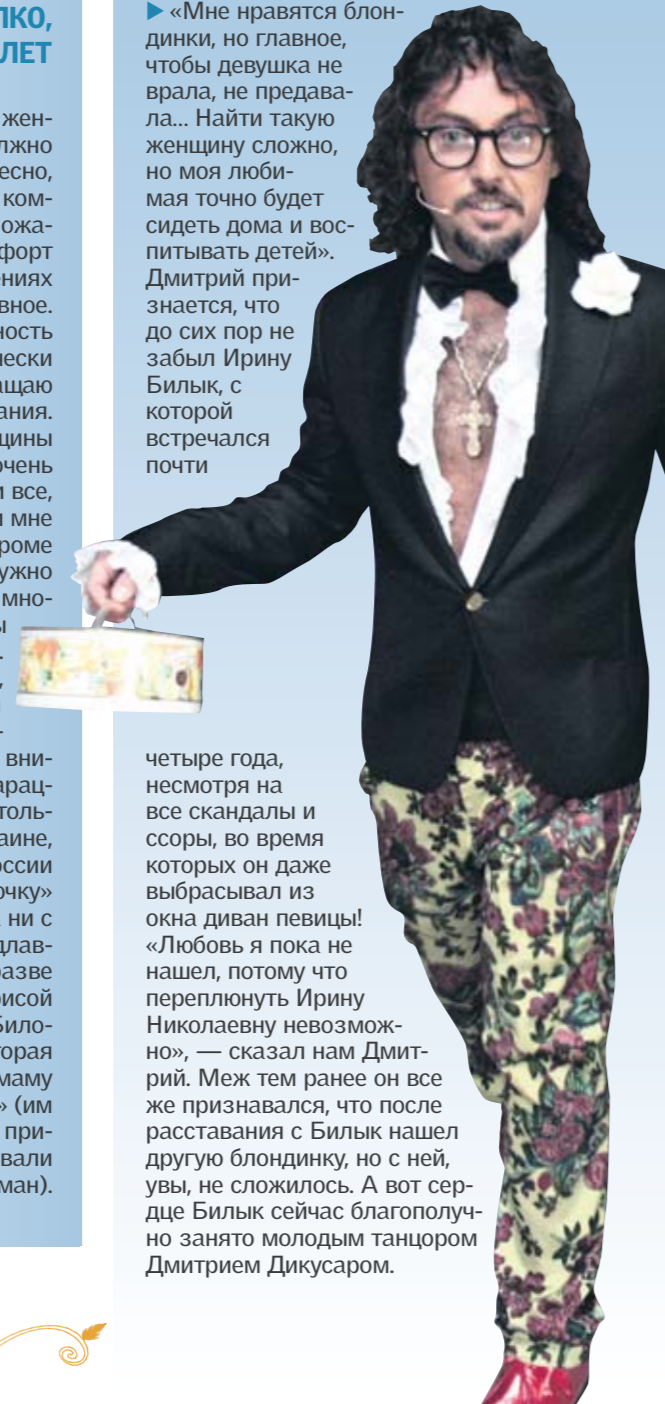 ЛКО,
ЛЕТ
жен-
лжно
есно,
ком-
ожа-
форт
ениях
вное.
ность
чески
ащаю
ания.
щины
очень
и все,
и мне
роме
ужно
мно-
ы
-
,
-
вни-
арац-
толь-
аине,
оссии
очку»
ни с
длав-
разве
рисой
Било-
торая
маму
» (им
при-
вали
ман).
▶ «Мне нравятся блон-
динки, но главное,
чтобы девушка не
врала, не предава-
ла... Найти такую
женщину сложно,
но моя люби-
мая точно будет
сидеть дома и вос-
питывать детей».
Дмитрий при-
знается, что
до сих пор не
забыл Ирину
Билык, с
которой
встречался
почти
четыре года,
несмотря на
все скандалы и
ссоры, во время
которых он даже
выбрасывал из
окна диван певицы!
«Любовь я пока не
нашел, потому что
переплюнуть Ирину
Николаевну невозмож-
но», — сказал нам Дмит-
рий. Меж тем ранее он все
же признавался, что после
расставания с Билык нашел
другую блондинку, но с ней,
увы, не сложилось. А вот сер-
дце Билык сейчас благополуч-
но занято молодым танцором
Дмитрием Дикусаром.